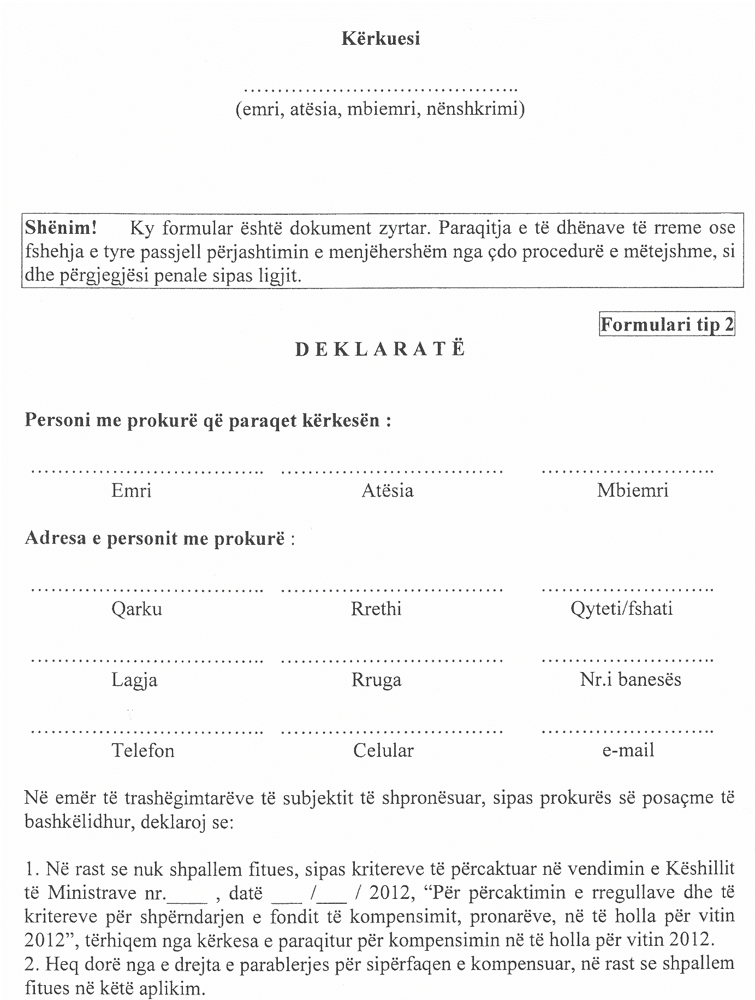 Kërkuesi
........................................
(emri, atësia, mbiemri, nënshkrimi)
Shënim! Ky formular është dokument zyrtar. Paraqitja e të dhënave të rreme ose
fshehja e tyre passjell përjashtimin e menjëhershëm nga çdo procedurë e mëtejshme, si
dhe përgjegjësi penale sipas ligjit.
Formulari tip 2
D E K L A R A T Ë
Personi me prokurë që paraqet kërkesën :
.................................. ................................. .........................
Emri Atësia Mbiemri
Adresa e personit me prokurë :
.................................. ................................. .........................
Qarku Rrethi Qyteti/fshati
.................................. ................................. .........................
Lagja Rruga Nr.i banesës
.................................. ................................. .........................
Telefon Celular e-mail
Në emër të trashëgimtarëve të subjektit të shpronësuar, sipas prokurës së posaçme të
bashkëlidhur, deklaroj se:
1. Në rast se nuk shpallem fitues, sipas kritereve të përcaktuar në vendimin e Këshillit
të Ministrave nr.____ , datë ___ /___ / 2012, “Për përcaktimin e rregullave dhe të
kritereve për shpërndarjen e fondit të kompensimit, pronarëve, në të holla për vitin
2012”, tërhiqem nga kërkesa e paraqitur për kompensimin në të holla për vitin 2012.
2. Heq dorë nga e drejta e parablerjes për sipërfaqen e kompensuar, në rast se shpallem
fitues në këtë aplikim.